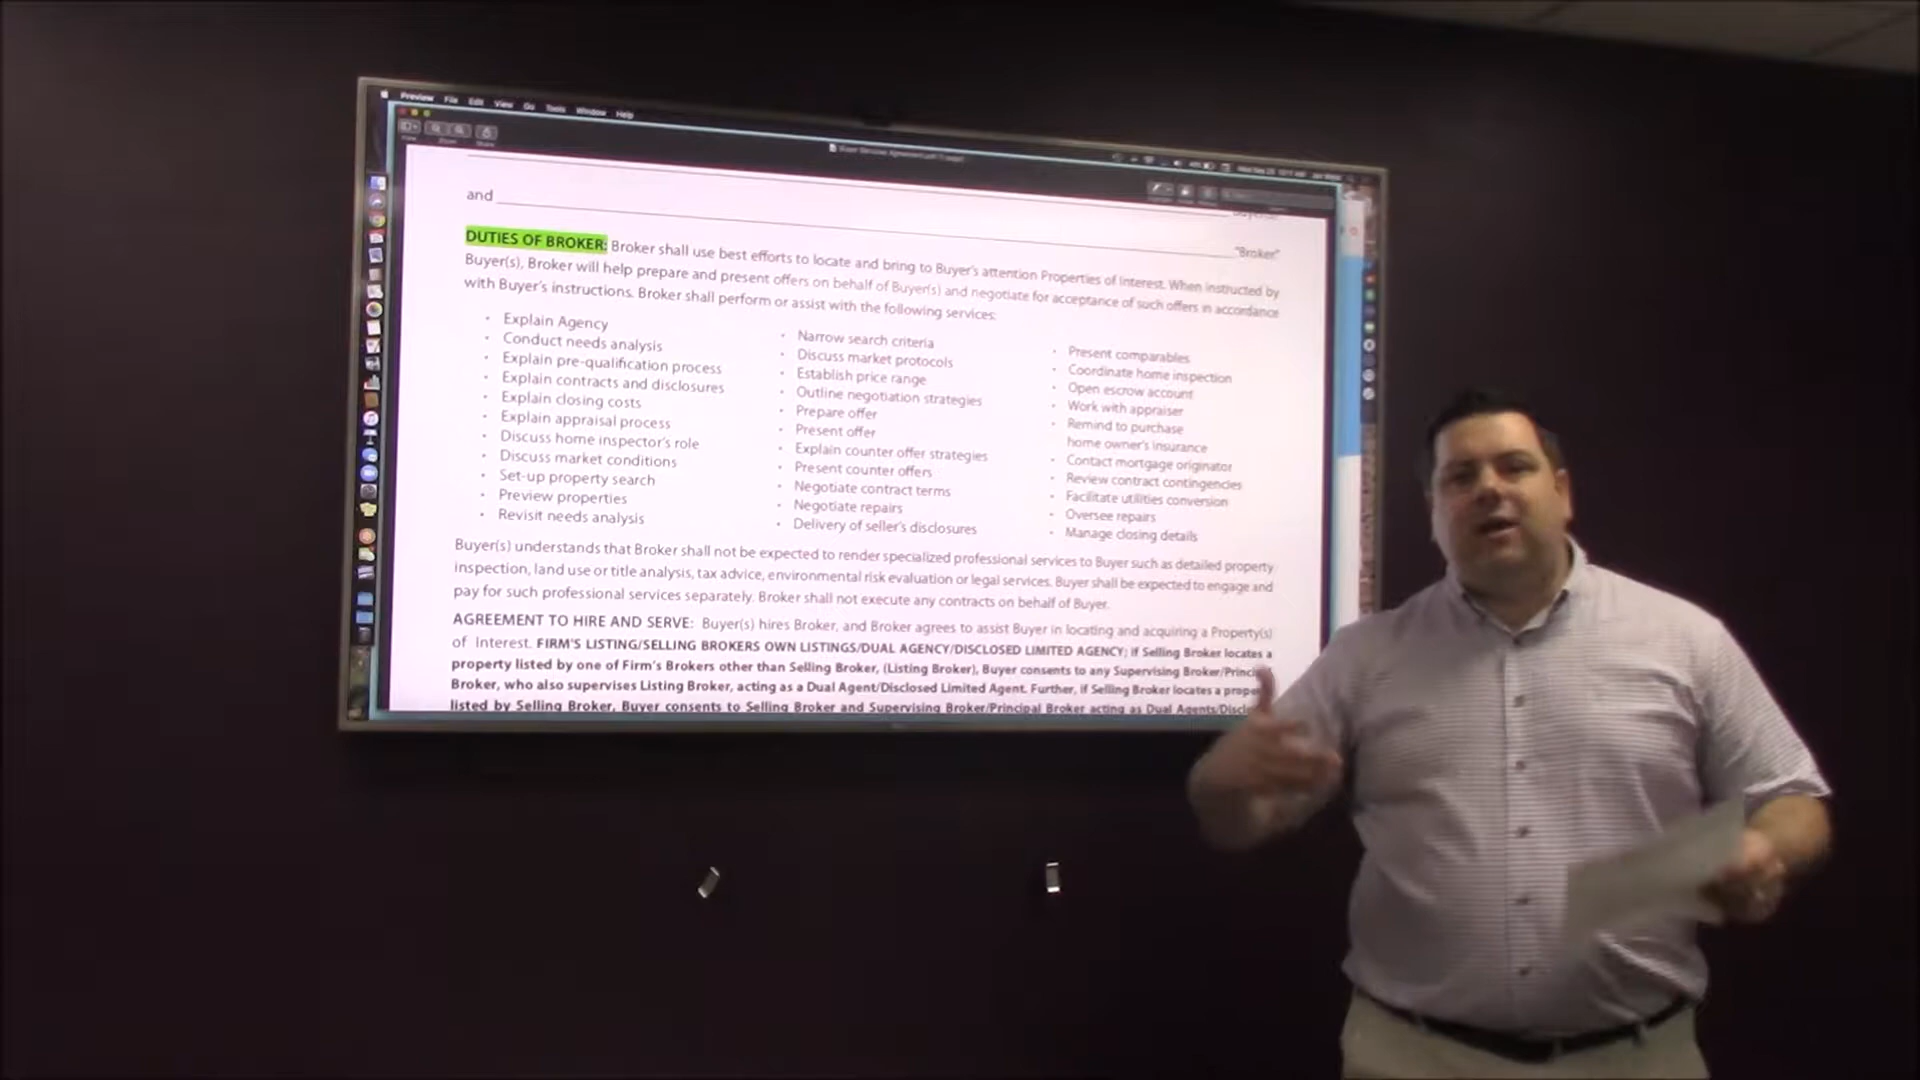 Preview File Edit View Go Tools Window Help
and
"Broker"
DUTIES OF BROKER: Broker shall use best efforts to locate and bring to Buyer's attention Properties of Interest. When instructed by
Buyer(s), Broker will help prepare and present offers on behalf of Buyer(s) and negotiate for acceptance of such offers in accordance
with Buyer's instructions. Broker shall perform or assist with the following services:
• Explain Agency
• Conduct needs analysis
• Explain pre-qualification process
• Explain contracts and disclosures
• Explain closing costs
• Explain appraisal process
• Discuss home inspector's role
• Discuss market conditions
• Set-up property search
• Preview properties
• Revisit needs analysis
• Narrow search criteria
• Discuss market protocols
• Establish price range
• Outline negotiation strategies
• Prepare offer
• Present offer
• Explain counter offer strategies
• Present counter offers
• Negotiate contract terms
• Negotiate repairs
• Delivery of seller's disclosures
• Present comparables
• Coordinate home inspection
• Open escrow account
• Work with appraiser
• Remind to purchase
home owner's insurance
• Contact mortgage originator
• Review contract contingencies
• Facilitate utilities conversion
• Oversee repairs
• Manage closing details
Buyer(s) understands that Broker shall not be expected to render specialized professional services to Buyer such as detailed property
inspection, land use or title analysis, tax advice, environmental risk evaluation or legal services. Buyer shall be expected to engage and
pay for such professional services separately. Broker shall not execute any contracts on behalf of Buyer.
AGREEMENT TO HIRE AND SERVE: Buyer(s) hires Broker, and Broker agrees to assist Buyer in locating and acquiring a Property(s)
of Interest. FIRM'S LISTING/SELLING BROKERS OWN LISTINGS/DUAL AGENCY/DISCLOSED LIMITED AGENCY; if Selling Broker locates a
property listed by one of Firm's Brokers other than Selling Broker, (Listing Broker), Buyer consents to any Supervising Broker/Princi
Broker, who also supervises Listing Broker, acting as a Dual Agent/Disclosed Limited Agent. Further, if Selling Broker locates a prope
listed by Selling Broker, Buyer consents to Selling Broker and Supervising Broker/Principal Broker acting as Dual Agents/Disclo